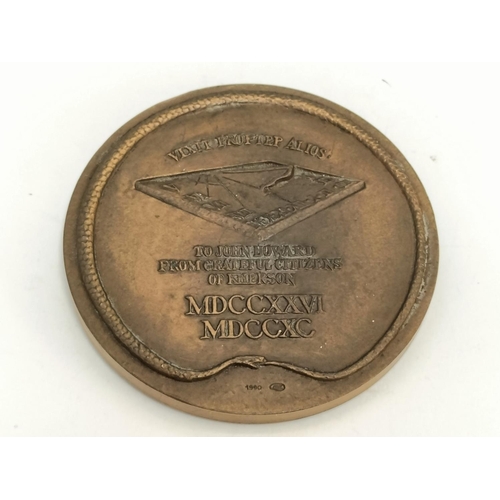 VIXIT PROPTER ALIOS
TO JOHN HOWARD
FROM GRATEFUL CITIZENS
OF KHERSON
MDCCXXVI
MDCCXC
1990